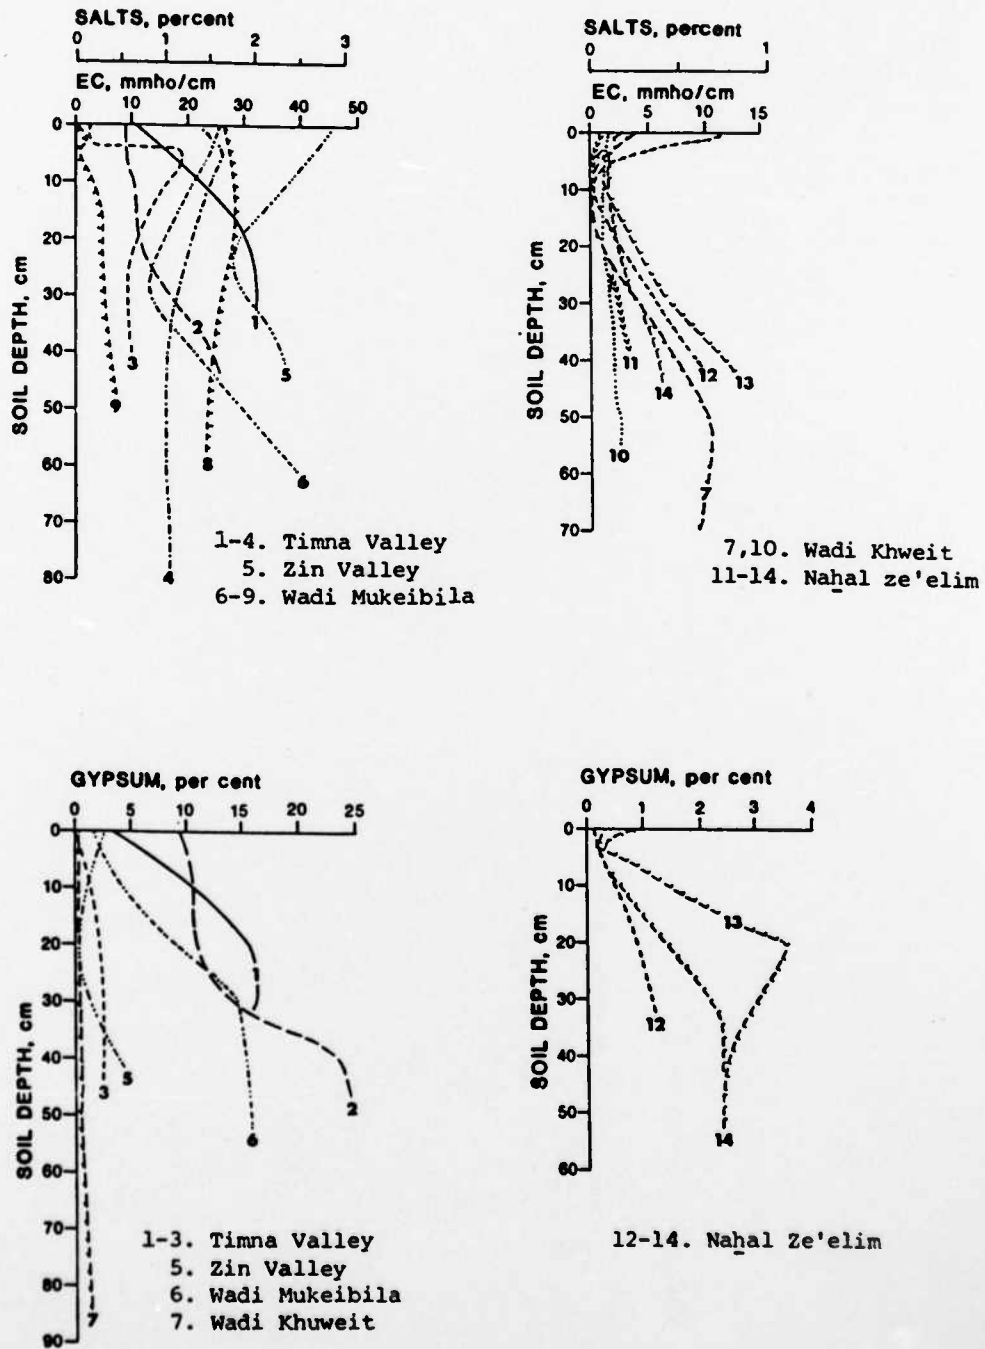 SALTS, percent
0 1 2 3
EC, mmho/cm
0 10 20 30 40 50
SOIL DEPTH, cm
0
10
20
30
40
50
60
70
80
1
2
3
4
5
6
8
9
1-4. Timna Valley
5. Zin Valley
6-9. Wadi Mukeibila
SALTS, percent
0 1
EC, mmho/cm
0 5 10 15
SOIL DEPTH, cm
0
10
20
30
40
50
60
70
11
14
12
13
10
7
7,10. Wadi Khweit
11-14. Naẖal ze'elim
GYPSUM, per cent
0 5 10 15 20 25
SOIL DEPTH, cm
0
10
20
30
40
50
60
70
80
90
3
5
6
2
7
1-3. Timna Valley
5. Zin Valley
6. Wadi Mukeibila
7. Wadi Khuweit
GYPSUM, per cent
0 1 2 3 4
SOIL DEPTH, cm
0
10
20
30
40
50
60
13
12
14
12-14. Naẖal Ze'elim